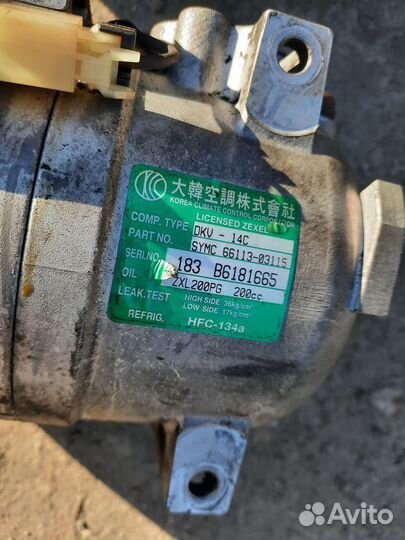 KCC 大韓空調株式會社
KOREA CLIMATE CONTROL CORPORATION
LICENSED ZEXEL
COMP. TYPE DKV - 14C
PART NO. SYMC 66113-03115
SERI.NO. 183 B6181665
OIL ZXL200PG 200cc
LEAK.TEST HIGH SIDE 36kg/cm²
LOW SIDE 17kg/cm²
REFRIG. HFC-134a
Avito